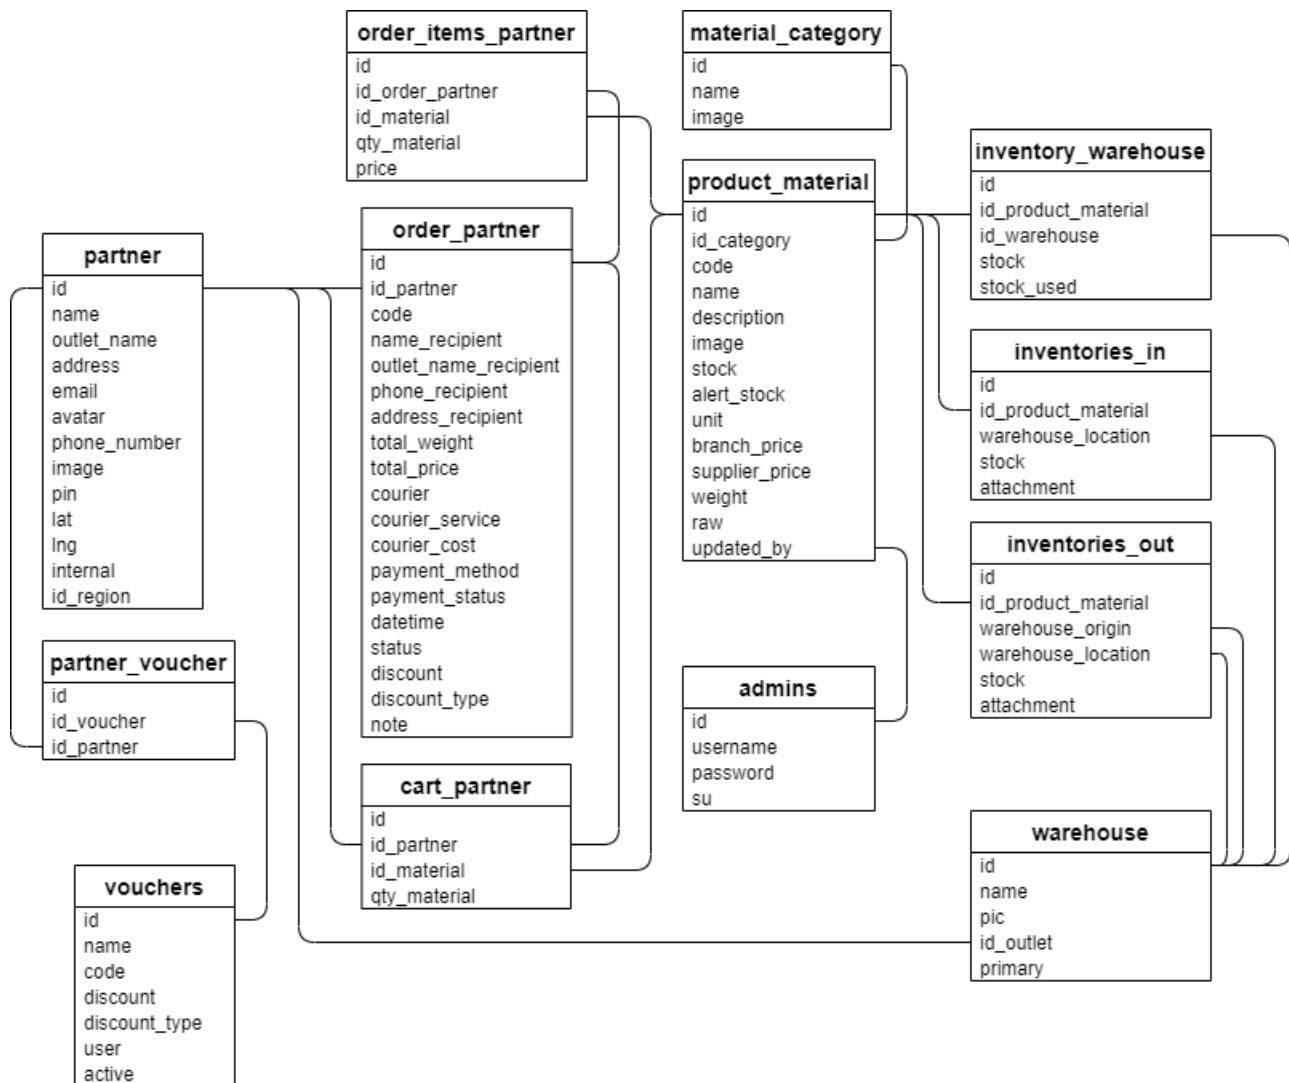 order_items_partner
id
id_order_partner
id_material
qty_material
price
material_category
id
name
image
inventory_warehouse
id
id_product_material
id_warehouse
stock
stock_used
product_material
id
id_category
code
name
description
image
stock
alert_stock
unit
branch_price
supplier_price
weight
raw
updated_by
order_partner
id
id_partner
code
name_recipient
outlet_name_recipient
phone_recipient
address_recipient
total_weight
total_price
courier
courier_service
courier_cost
payment_method
payment_status
datetime
status
discount
discount_type
note
partner
id
name
outlet_name
address
email
avatar
phone_number
image
pin
lat
lng
internal
id_region
inventories_in
id
id_product_material
warehouse_location
stock
attachment
inventories_out
id
id_product_material
warehouse_origin
warehouse_location
stock
attachment
partner_voucher
id
id_voucher
id_partner
admins
id
username
password
su
cart_partner
id
id_partner
id_material
qty_material
warehouse
id
name
pic
id_outlet
primary
vouchers
id
name
code
discount
discount_type
user
active